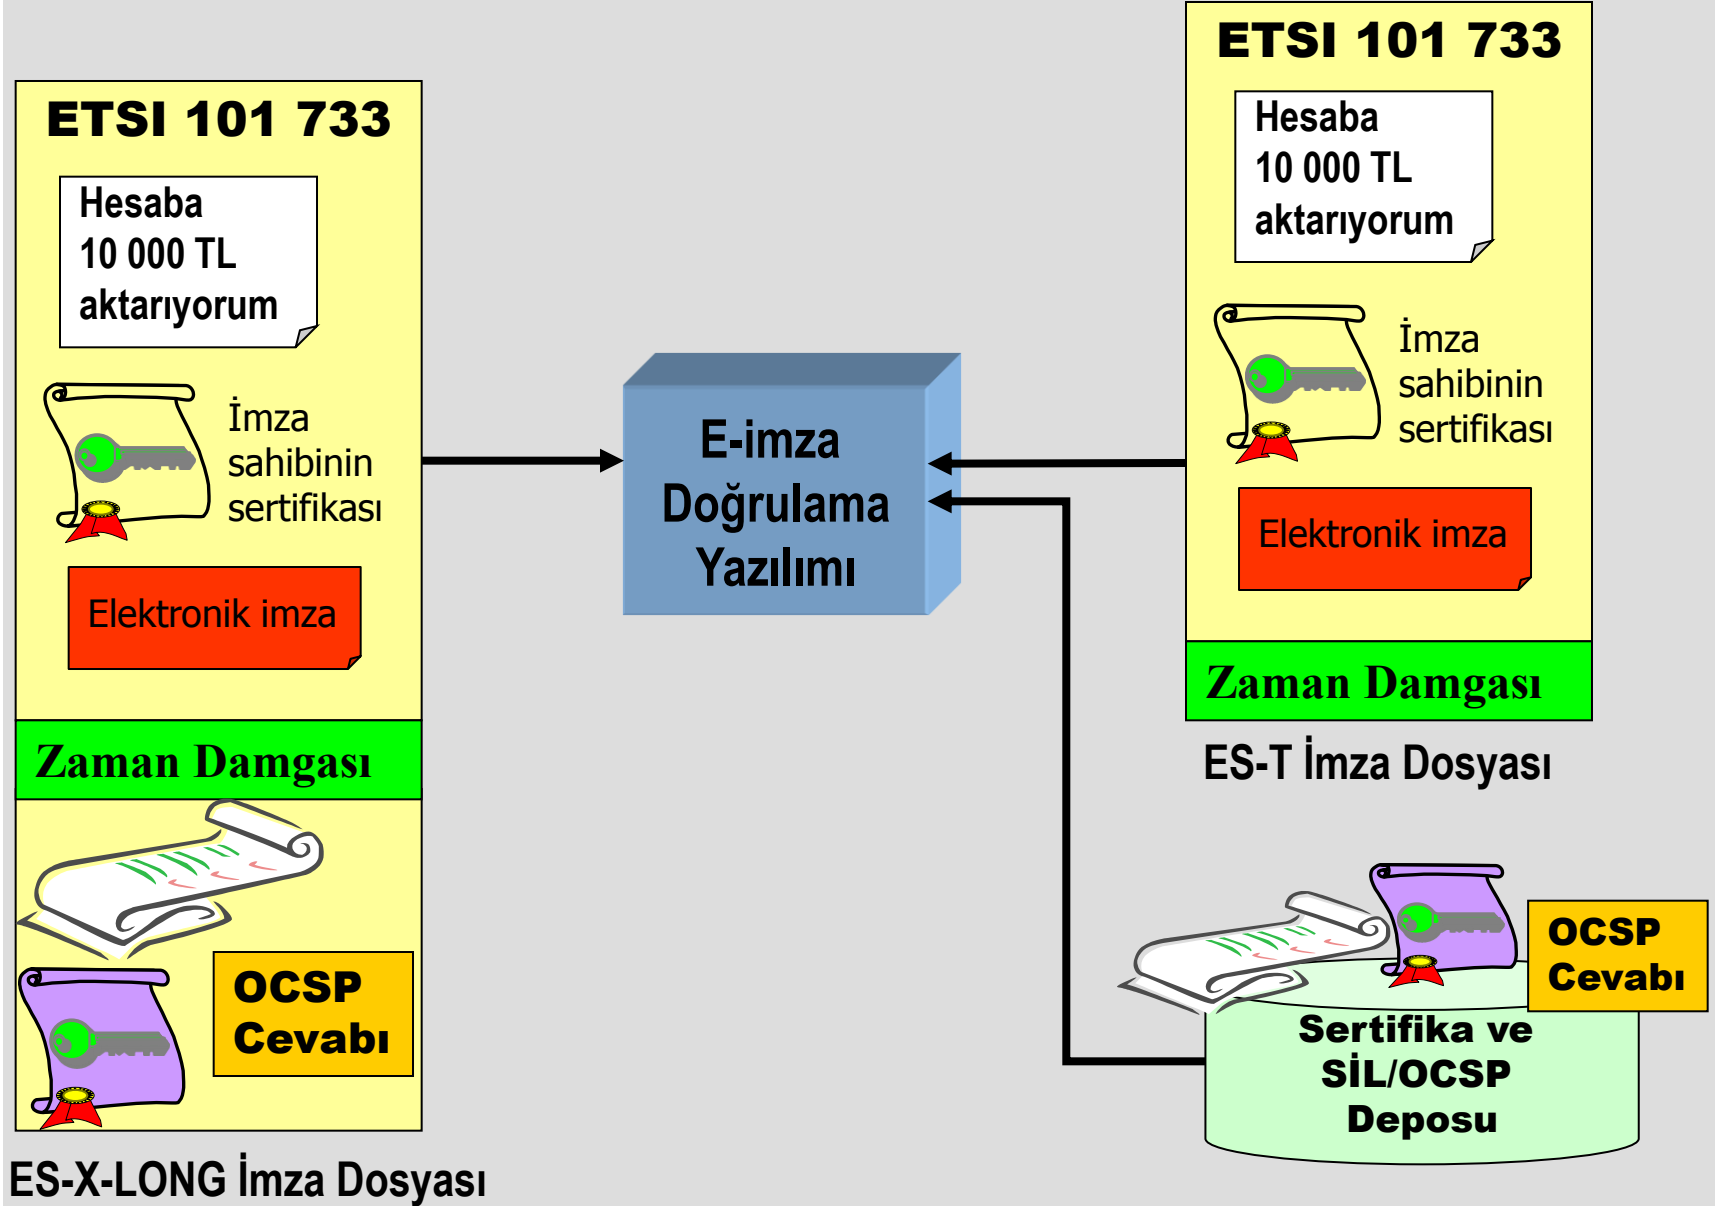 ETSI 101 733
Hesaba
10 000 TL
aktarıyorum
İmza
sahibinin
sertifikası
Elektronik imza
Zaman Damgası
OCSP
Cevabı
ES-X-LONG İmza Dosyası
E-imza
Doğrulama
Yazılımı
ETSI 101 733
Hesaba
10 000 TL
aktarıyorum
İmza
sahibinin
sertifikası
Elektronik imza
Zaman Damgası
ES-T İmza Dosyası
OCSP
Cevabı
Sertifika ve
SİL/OCSP
Deposu